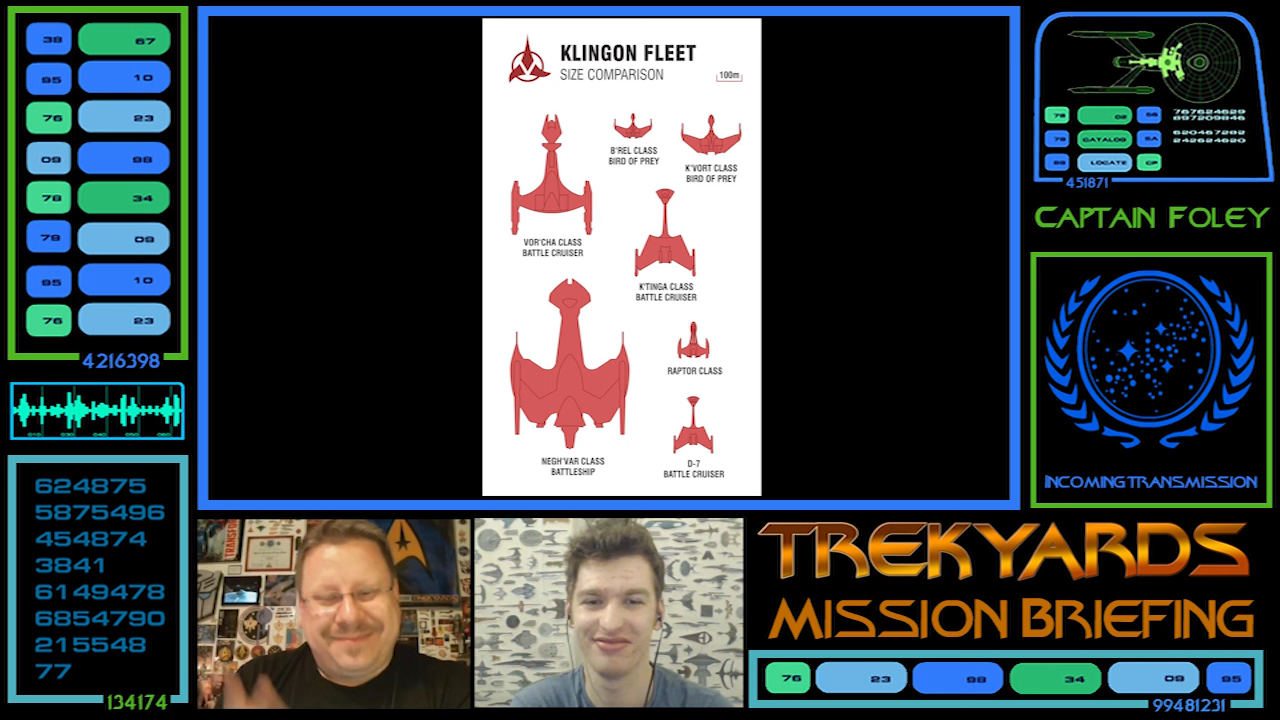 38 67
95 10
76 23
09 98
78 34
79 09
95 10
76 23
4216398
624875
5875496
454874
3841
6149478
6854790
215548
77
134174
KLINGON FLEET
SIZE COMPARISON
100m
B'REL CLASS
BIRD OF PREY
K'VORT CLASS
BIRD OF PREY
VOR'CHA CLASS
BATTLE CRUISER
K'TINGA CLASS
BATTLE CRUISER
RAPTOR CLASS
NEGH'VAR CLASS
BATTLESHIP
D-7
BATTLE CRUISER
CATALOG
LOCATE
451871
CAPTAIN FOLEY
INCOMING TRANSMISSION
TREKYARDS
MISSION BRIEFING
76 23 98 34 09 95
99481231